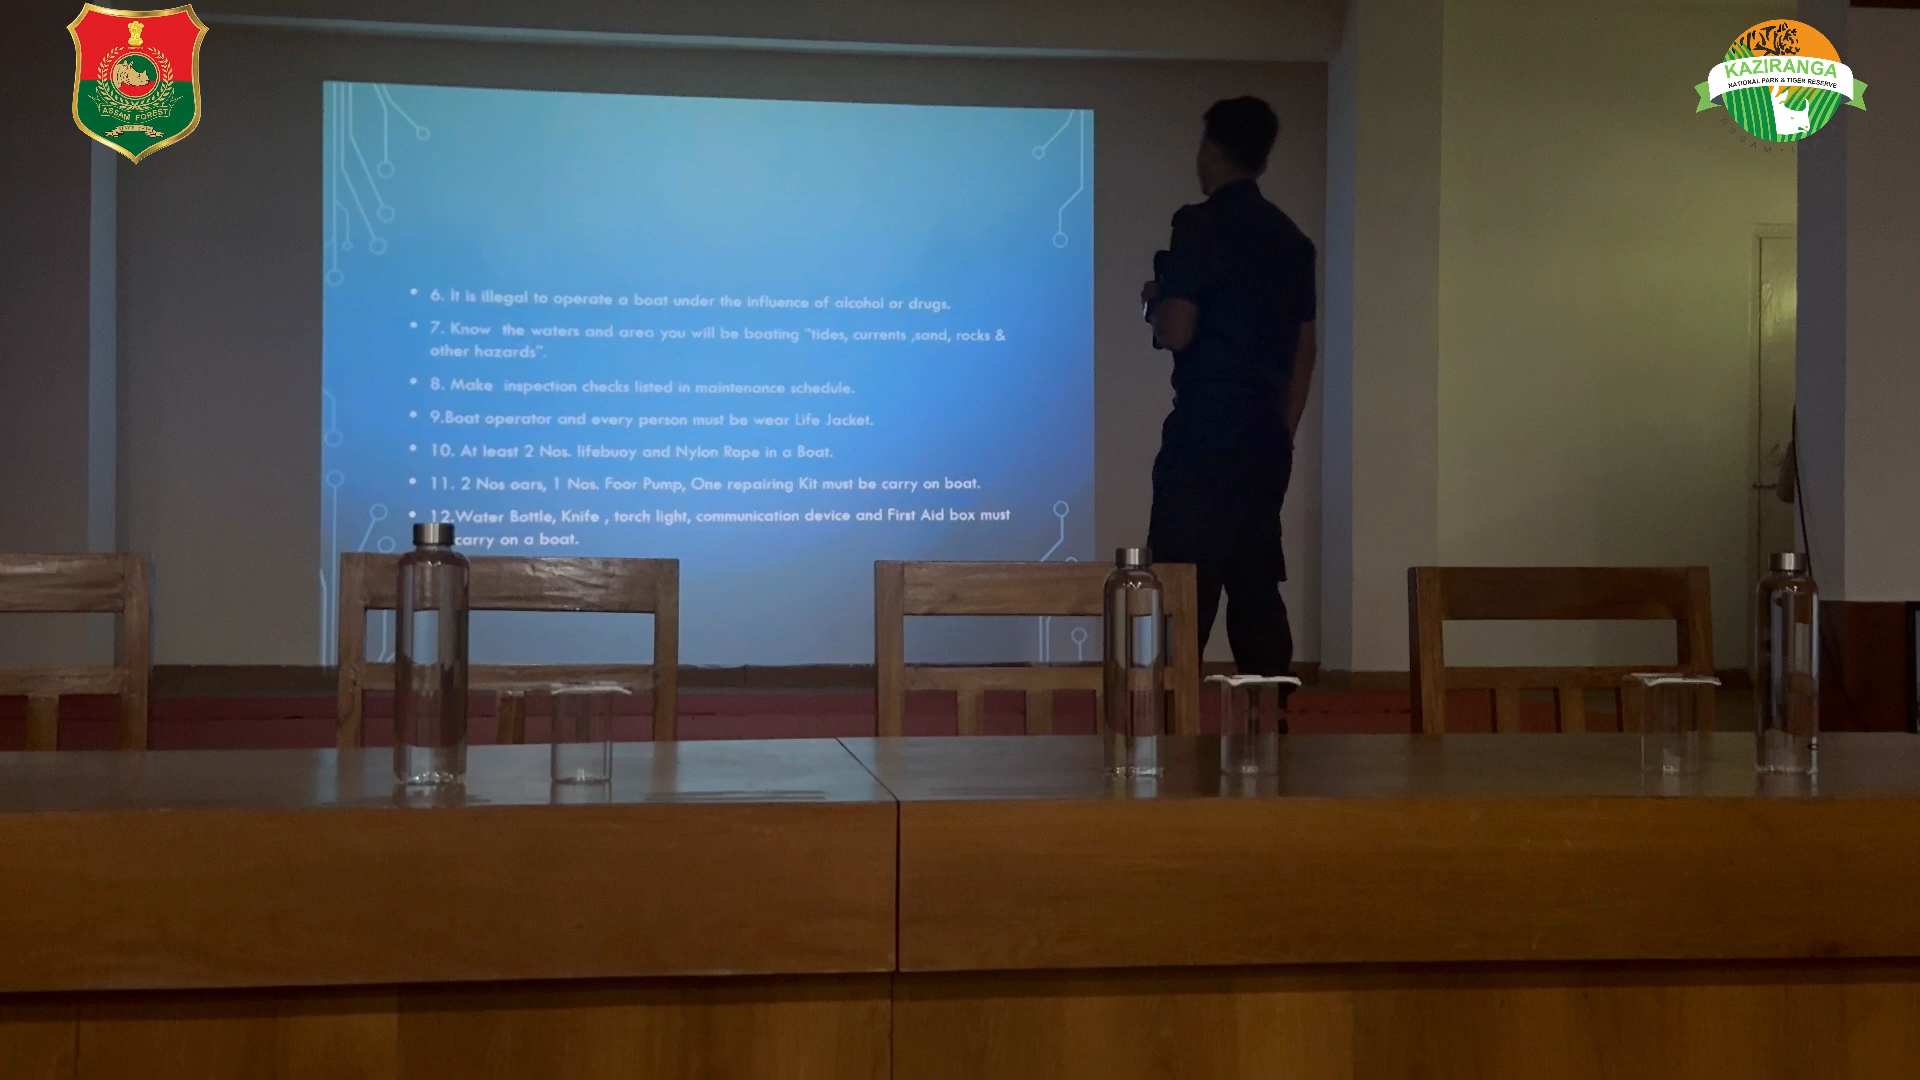 ASSAM FOREST
KAZIRANGA
NATIONAL PARK & TIGER RESERVE
ASSAM
• 6. It is illegal to operate a boat under the influence of alcohol or drugs.
• 7. Know the waters and area you will be boating "tides, currents ,sand, rocks &
other hazards".
• 8. Make inspection checks listed in maintenance schedule.
• 9.Boat operator and every person must be wear Life Jacket.
• 10. At least 2 Nos. lifebuoy and Nylon Rope in a Boat.
• 11. 2 Nos oars, 1 Nos. Foor Pump, One repairing Kit must be carry on boat.
• 12.Water Bottle, Knife , torch light, communication device and First Aid box must
carry on a boat.